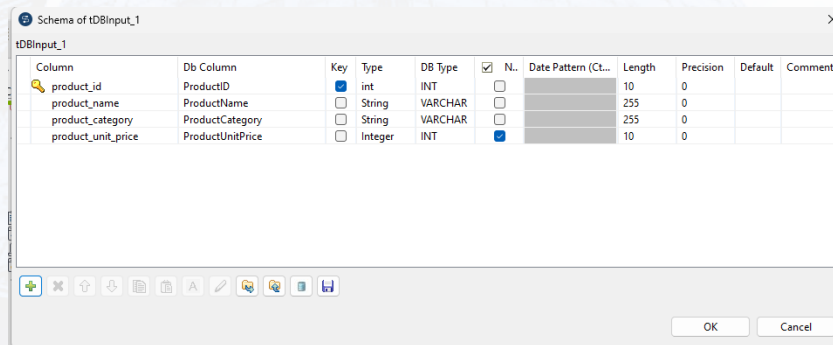 Schema of tDBInput_1
tDBInput_1
Column Db Column Key Type DB Type N.. Date Pattern (Ct... Length Precision Default Comment
product_id ProductID int INT 10 0
product_name ProductName String VARCHAR 255 0
product_category ProductCategory String VARCHAR 255 0
product_unit_price ProductUnitPrice Integer INT 10 0
OK Cancel